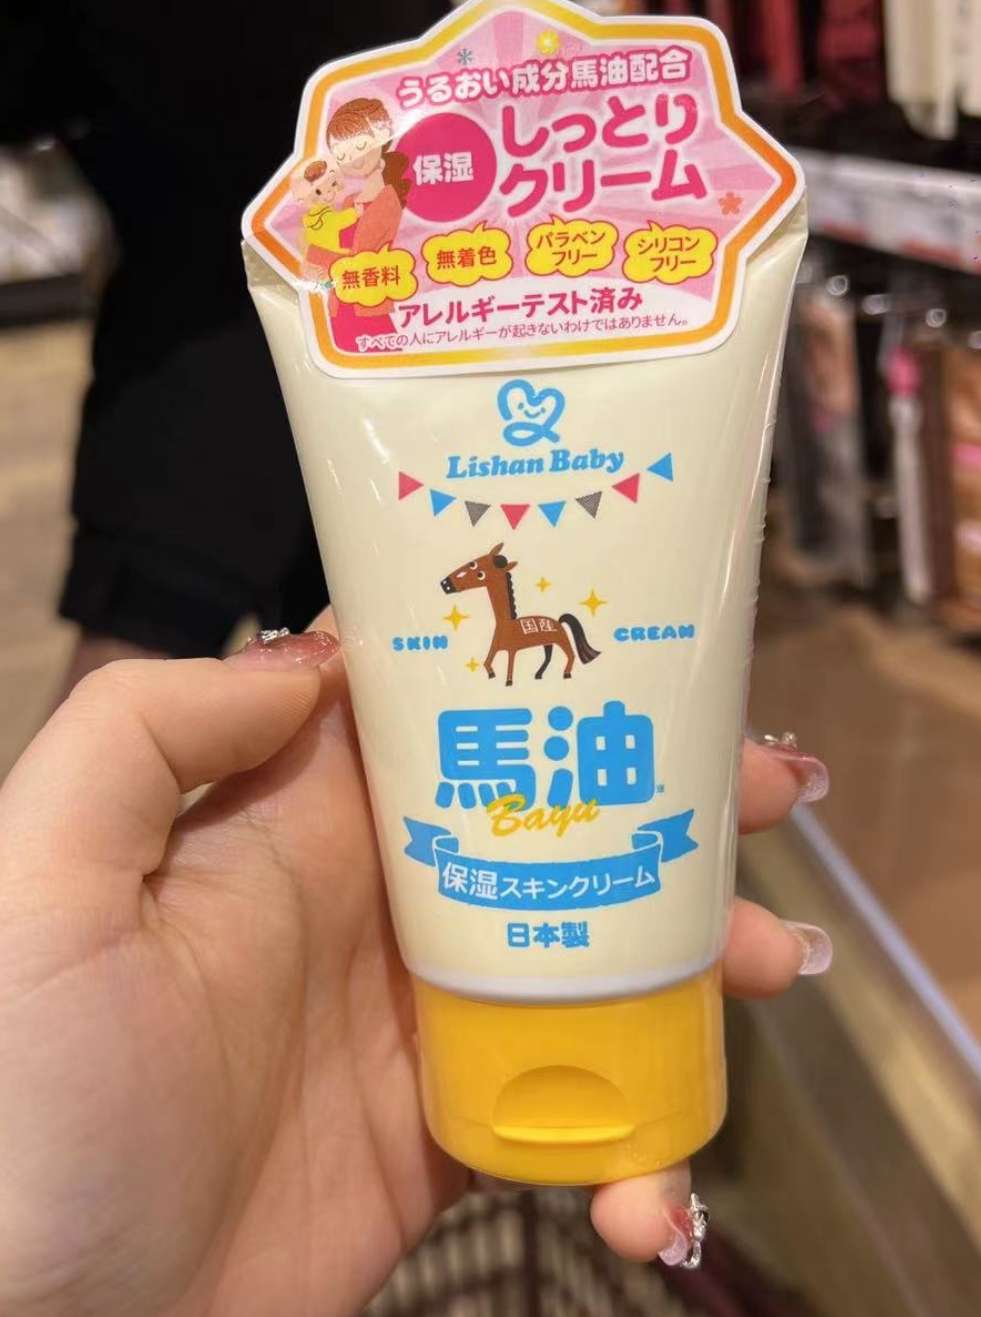 うるおい成分馬油配合
保湿
しっとり
クリーム
無香料
無着色
パラベン
フリー
シリコン
フリー
アレルギーテスト済み
すべての人にアレルギーが起きないわけではありません。
Lishan Baby
国産
SKIN
CREAM
馬油
Bayu
保湿スキンクリーム
日本製